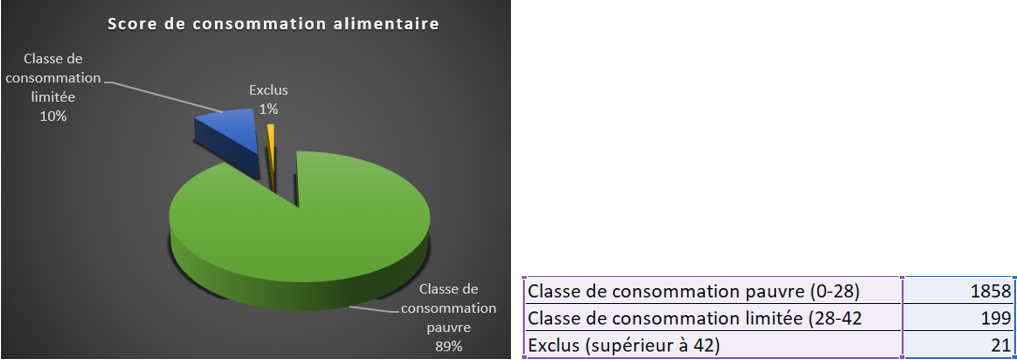 Score de consommation alimentaire
Classe de
consommation
limitée
10%
Exclus
1%
Classe de
consommation
pauvre
89%
Classe de consommation pauvre (0-28) 1858
Classe de consommation limitée (28-42 199
Exclus (supérieur à 42) 21